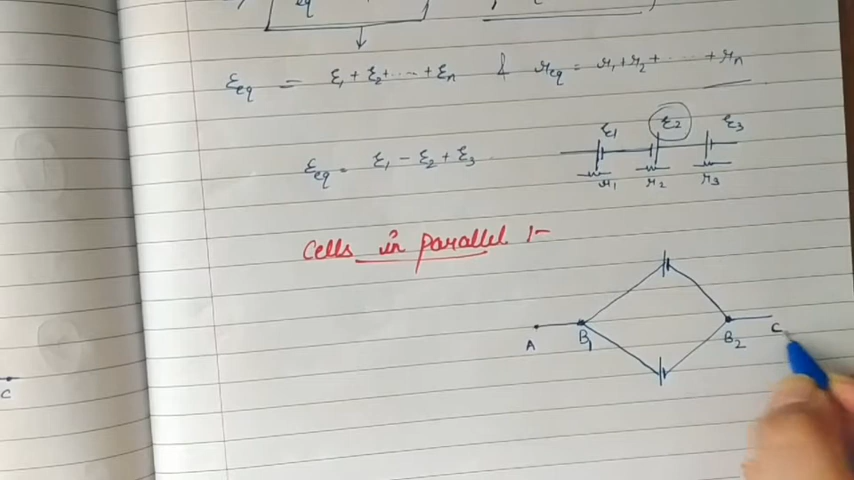 eq
εeq = ε1 + ε2 + ---- + εn & req = r1 + r2 + ---- + rn
ε1 ε2 ε3
εeq = ε1 - ε2 + ε3
r1 r2 r3
Cells in parallel :-
A B1 B2 C
C